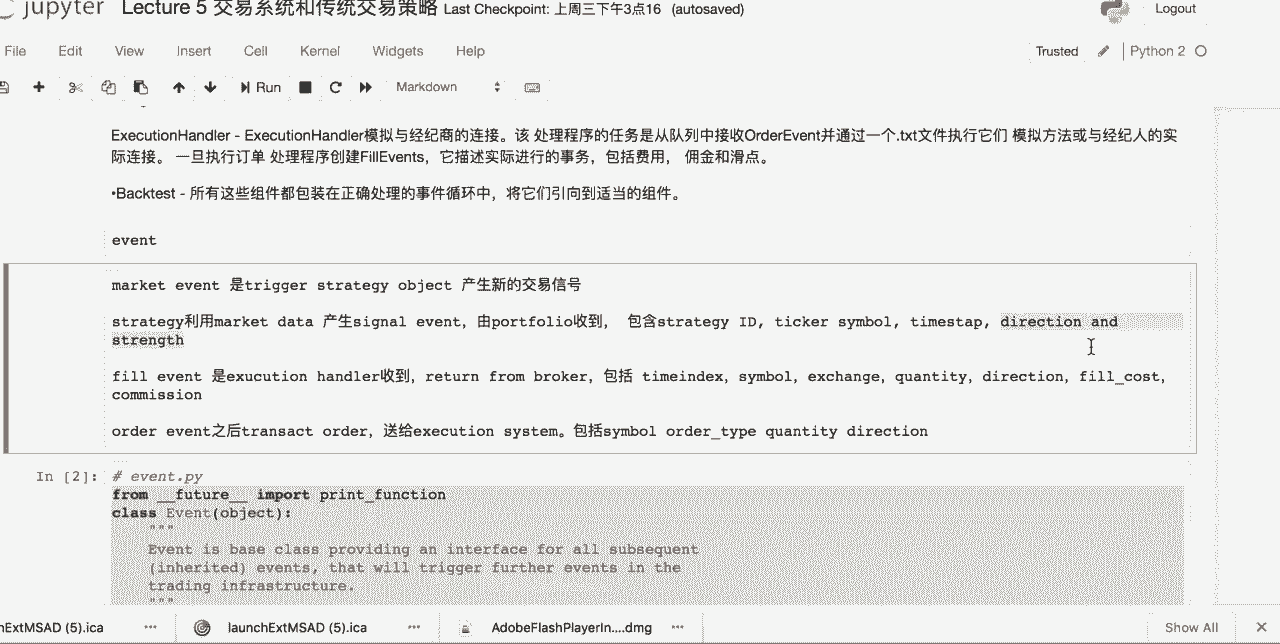 jupyter Lecture 5 交易系统和传统交易策略 Last Checkpoint: 上周三下午3点16 (autosaved)
Logout
File Edit View Insert Cell Kernel Widgets Help
Trusted Python 2
Run Markdown
ExecutionHandler - ExecutionHandler模拟与经纪商的连接。该 处理程序的任务是从队列中接收OrderEvent并通过一个.txt文件执行它们 模拟方法或与经纪人的实
际连接。 一旦执行订单 处理程序创建FillEvents，它描述实际进行的事务，包括费用， 佣金和滑点。
•Backtest - 所有这些组件都包装在正确处理的事件循环中，将它们引向到适当的组件。
event
market event 是trigger strategy object 产生新的交易信号
strategy利用market data 产生signal event，由portfolio收到， 包含strategy ID, ticker symbol, timestap, direction and
strength
fill event 是exucution handler收到，return from broker，包括 timeindex, symbol, exchange, quantity, direction, fill_cost,
commission
order event之后transact order，送给execution system。包括symbol order_type quantity direction
In [2]: # event.py
from __future__ import print_function
class Event(object):
"""
Event is base class providing an interface for all subsequent
(inherited) events, that will trigger further events in the
trading infrastructure.
"""
hExtMSAD (5).ica launchExtMSAD (5).ica AdobeFlashPlayerIn....dmg Show All